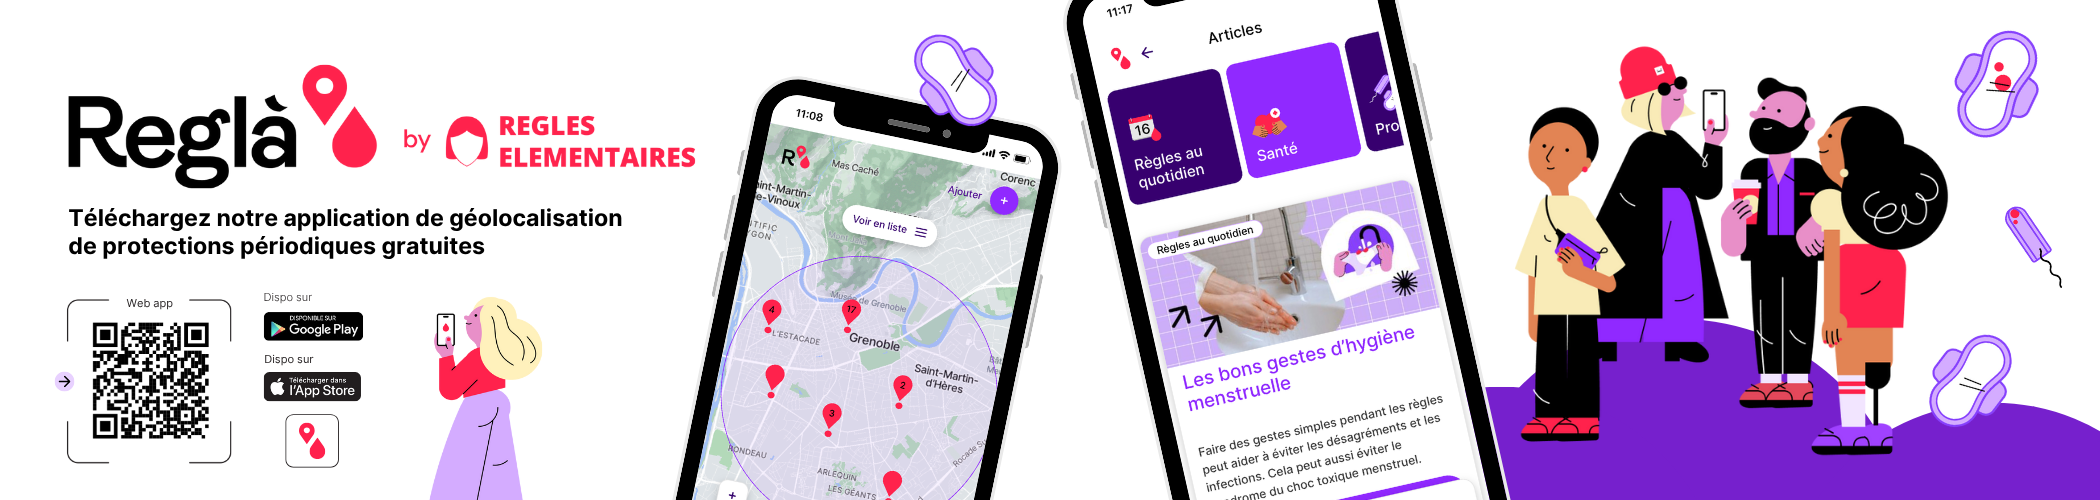 Reglà
by REGLES
ELEMENTAIRES
Téléchargez notre application de géolocalisation
de protections périodiques gratuites
Web app
Dispo sur
DISPONIBLE SUR
Google Play
Dispo sur
Télécharger dans
l'App Store
11:08
R
Mas Caché
Corenc
Ajouter
+
aint-Martin-
e-Vinoux
Voir en liste
TIFIC
YGON
Musée de Grenoble
4
17
L'ESTACADE
Grenoble
Saint-Martin-
d'Hères
2
3
RONDEAU
ARLEQUIN
LES GÉANTS
Rocade Su
+
11:17
Articles
16
Règles au
quotidien
Santé
Pro
Règles au quotidien
Les bons gestes d'hygiène
menstruelle
Faire des gestes simples pendant les règles
peut aider à éviter les désagréments et les
infections. Cela peut aussi éviter le
drome du choc toxique menstruel.